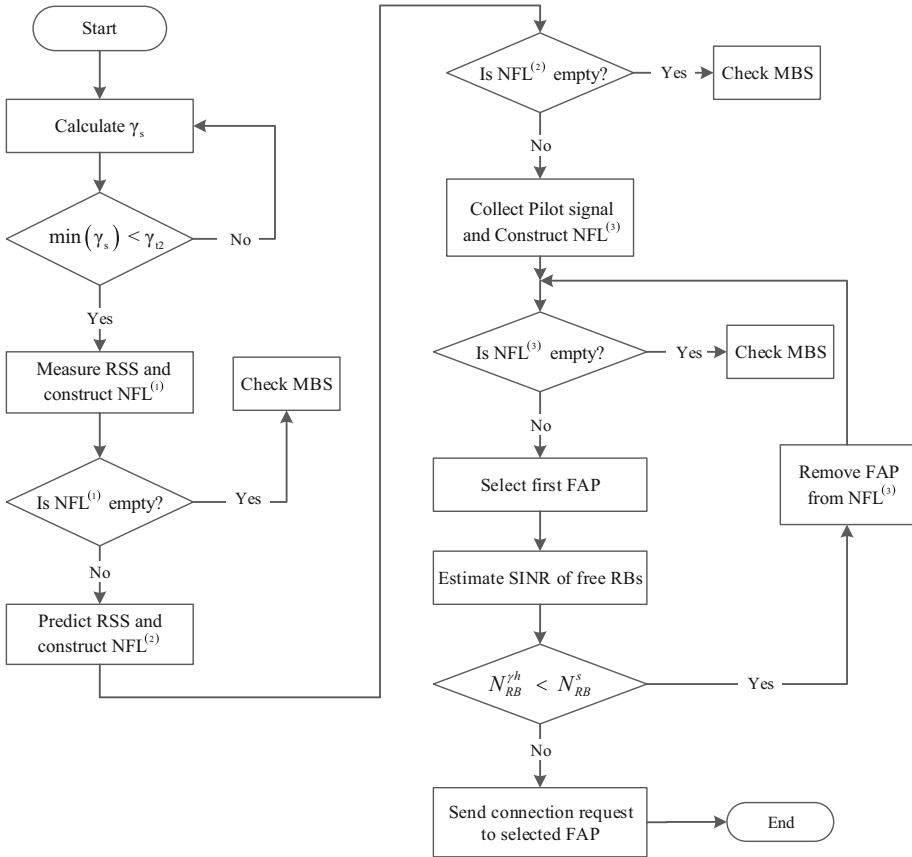 Start
Calculate γ_s
min(γ_s) < γ_t2
No
Yes
Measure RSS and
construct NFL^(1)
Check MBS
Is NFL^(1) empty?
Yes
No
Predict RSS and
construct NFL^(2)
Is NFL^(2) empty?
Yes
Check MBS
No
Collect Pilot signal
and Construct NFL^(3)
Is NFL^(3) empty?
Yes
Check MBS
No
Select first FAP
Remove FAP
from NFL^(3)
Estimate SINR of free RBs
N_RB^γh < N_RB^s
Yes
No
Send connection request
to selected FAP
End